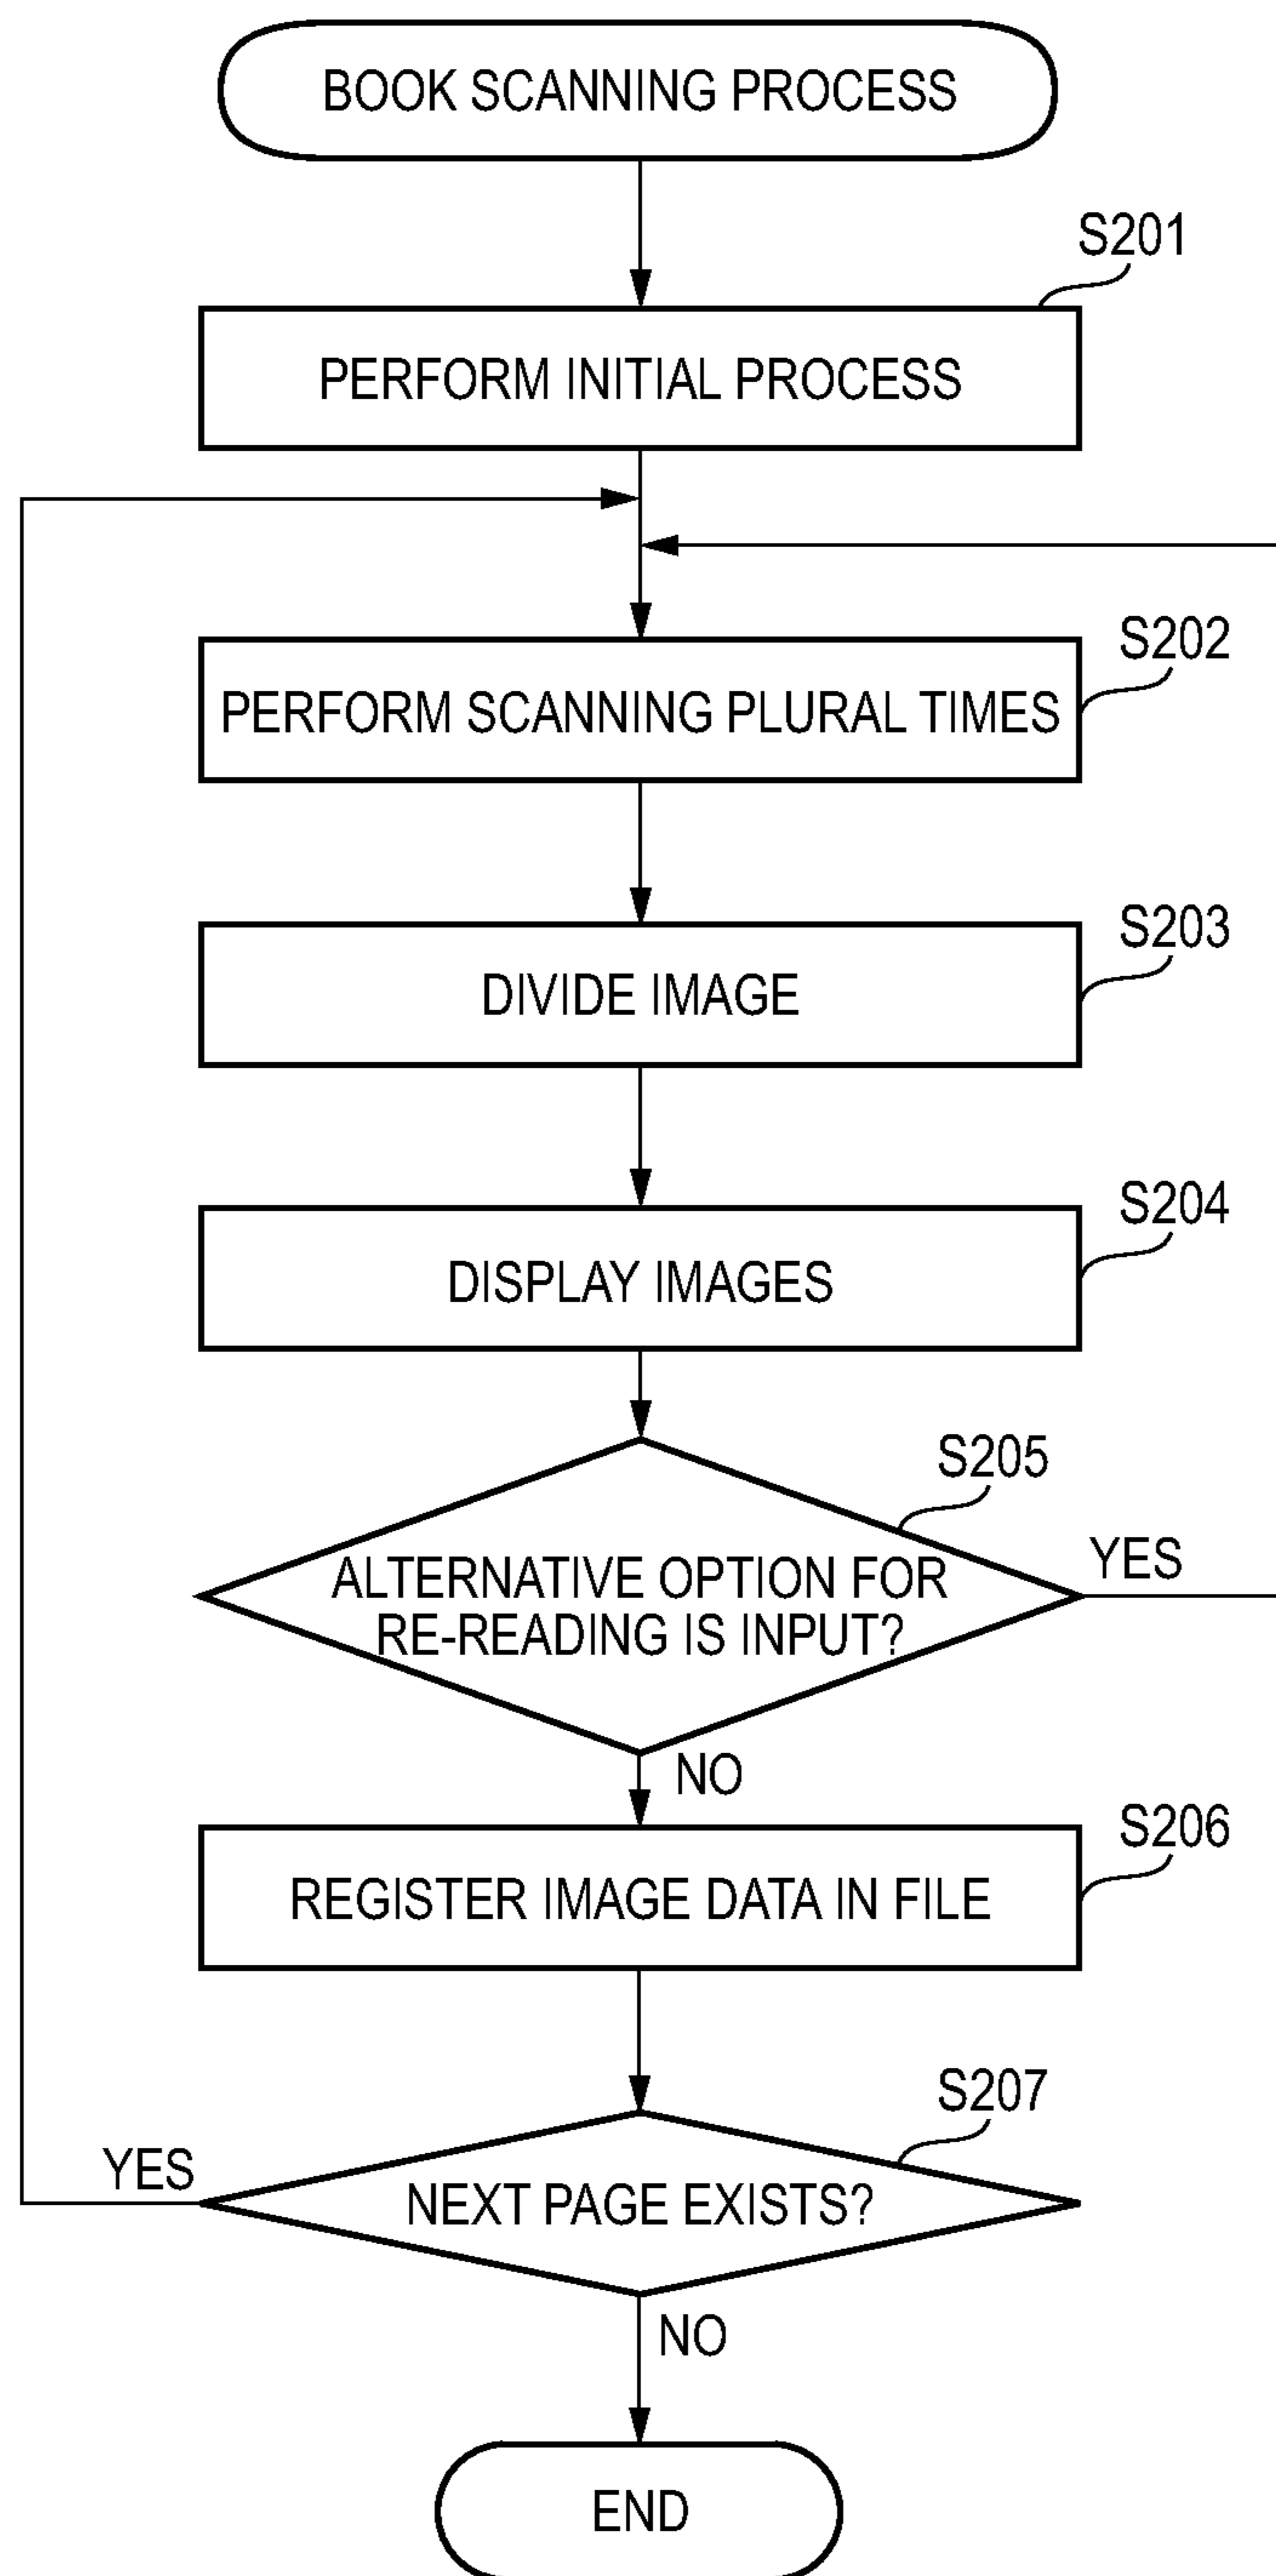 BOOK SCANNING PROCESS
S201
PERFORM INITIAL PROCESS
S202
PERFORM SCANNING PLURAL TIMES
S203
DIVIDE IMAGE
S204
DISPLAY IMAGES
S205
ALTERNATIVE OPTION FOR
RE-READING IS INPUT?
YES
NO
S206
REGISTER IMAGE DATA IN FILE
S207
YES
NEXT PAGE EXISTS?
NO
END